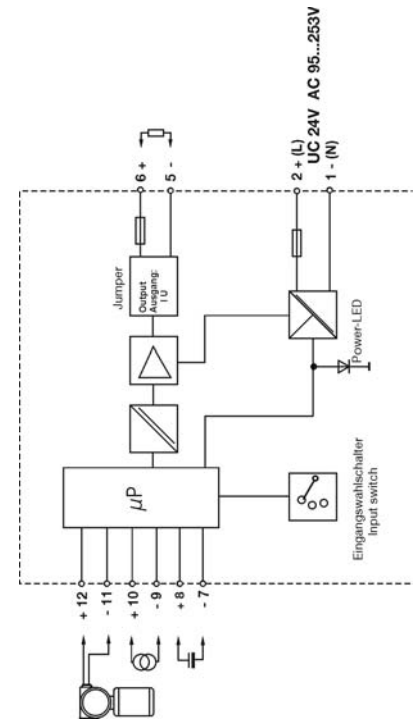 + 12
- 11
+ 10
- 9
+ 8
- 7
µP
Eingangswahlschalter
Input switch
Jumper
Output
Ausgang:
I U
6 +
5 -
Power-LED
2 + (L)
1 - (N)
UC 24V AC 95...253V